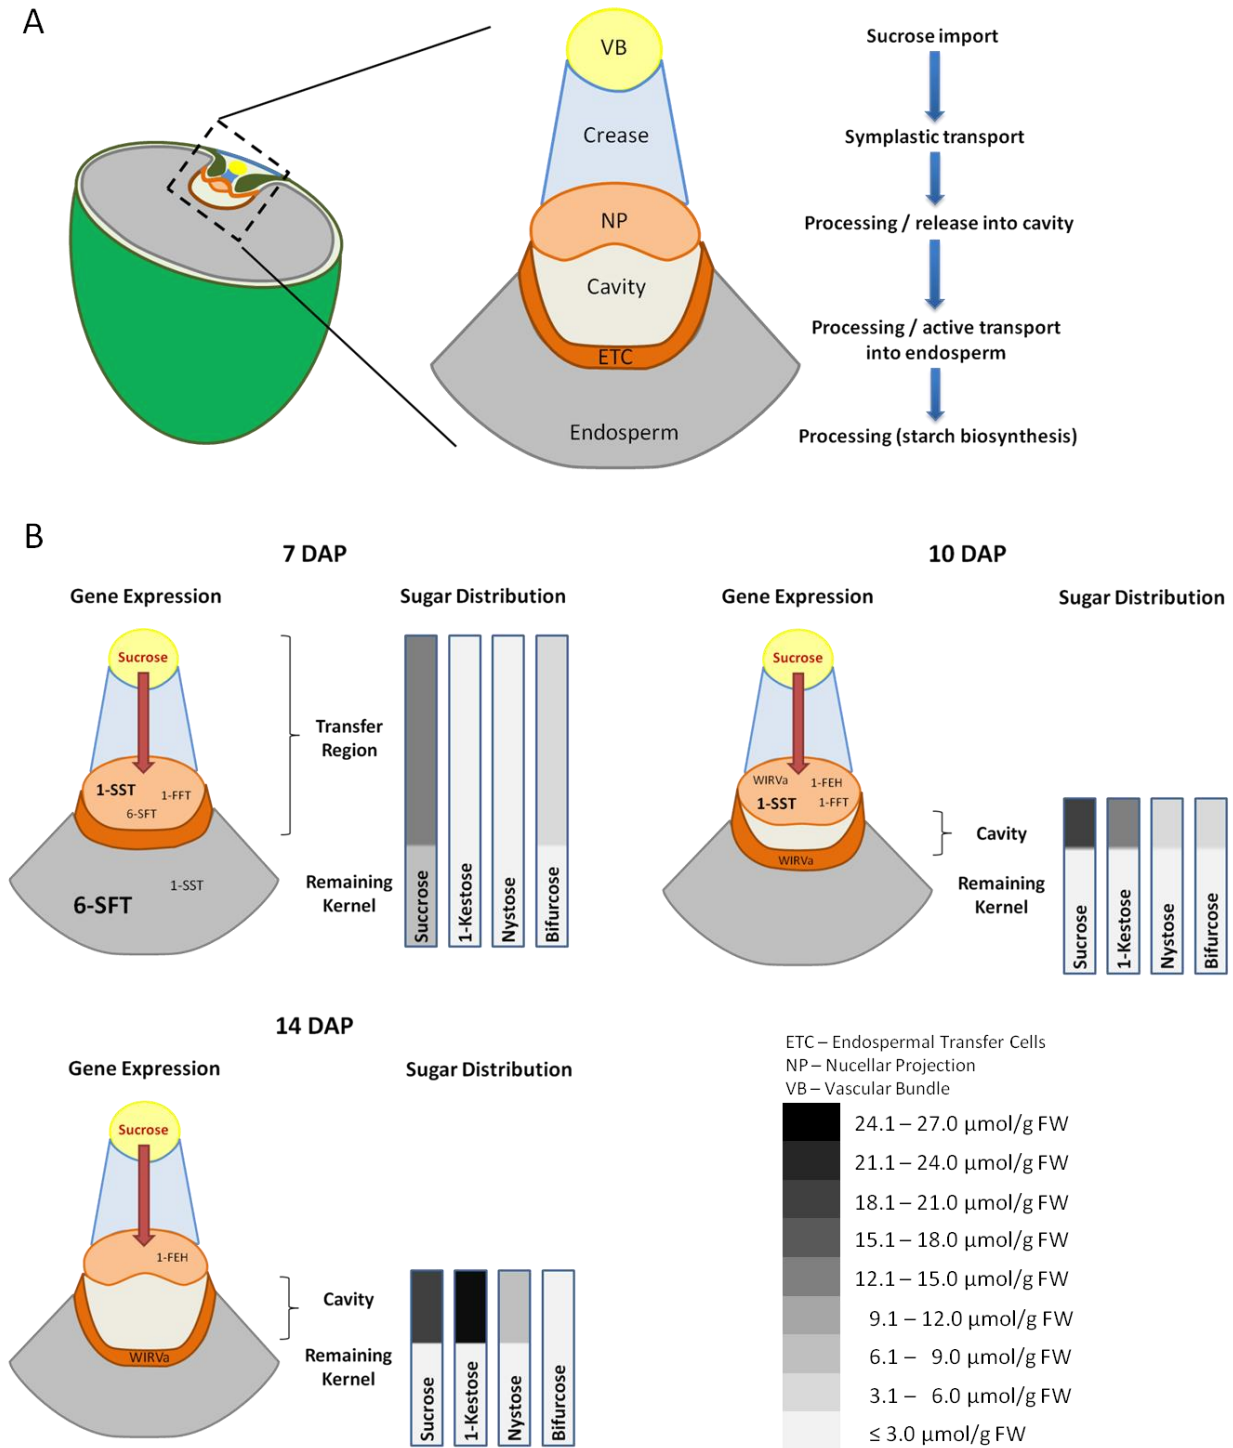 A
VB
Crease
NP
Cavity
ETC
Endosperm
Sucrose import
Symplastic transport
Processing / release into cavity
Processing / active transport
into endosperm
Processing (starch biosynthesis)
B
7 DAP
Gene Expression
Sugar Distribution
Sucrose
1-SST
1-FFT
6-SFT
1-SST
6-SFT
Transfer
Region
Remaining
Kernel
Succrose
1-Kestose
Nystose
Bifurcose
10 DAP
Gene Expression
Sugar Distribution
Sucrose
WIRVa
1-FEH
1-SST
1-FFT
WIRVa
Cavity
Remaining
Kernel
Sucrose
1-Kestose
Nystose
Bifurcose
14 DAP
Gene Expression
Sugar Distribution
Sucrose
1-FEH
WIRVa
Cavity
Remaining
Kernel
Sucrose
1-Kestose
Nystose
Bifurcose
ETC – Endospermal Transfer Cells
NP – Nucellar Projection
VB – Vascular Bundle
24.1 – 27.0 µmol/g FW
21.1 – 24.0 µmol/g FW
18.1 – 21.0 µmol/g FW
15.1 – 18.0 µmol/g FW
12.1 – 15.0 µmol/g FW
9.1 – 12.0 µmol/g FW
6.1 – 9.0 µmol/g FW
3.1 – 6.0 µmol/g FW
≤ 3.0 µmol/g FW